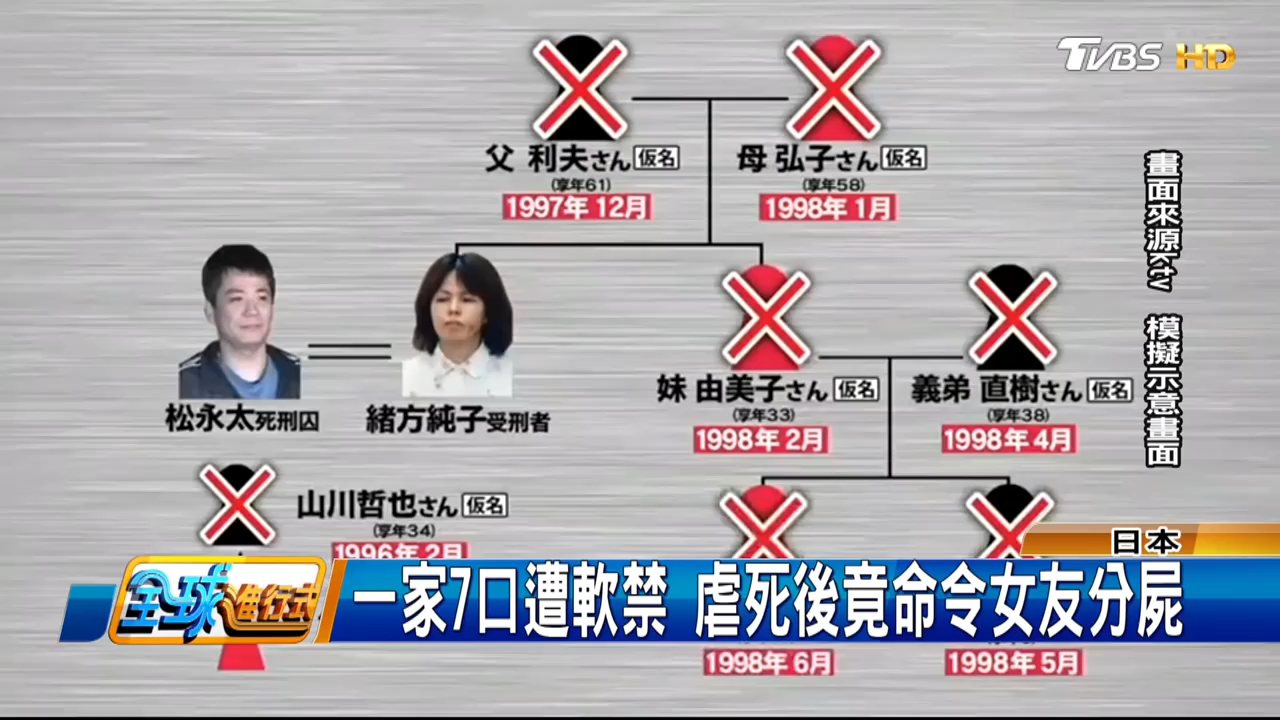 TVBS HD
父 利夫さん 仮名
(享年61)
1997年 12月
母 弘子さん 仮名
(享年58)
1998年 1月
畫面來源ktv 模擬示意畫面
松永太死刑囚
緒方純子受刑者
妹 由美子さん 仮名
(享年33)
1998年 2月
義弟 直樹さん 仮名
(享年38)
1998年 4月
山川哲也さん 仮名
(享年34)
1996年 2月
日本
全球進行式
一家7口遭軟禁 虐死後竟命令女友分屍
1998年 6月
1998年 5月